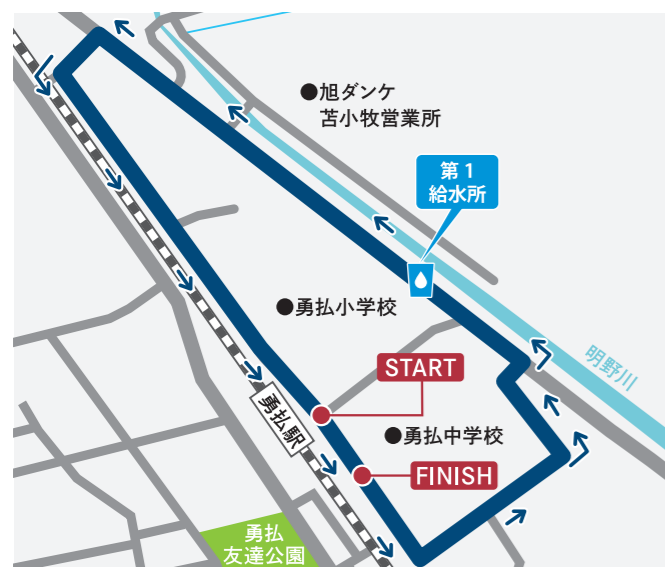 ●旭ダンケ
苫小牧営業所
第1
給水所
●勇払小学校
明野川
START
勇払駅
●勇払中学校
FINISH
勇払
友達公園